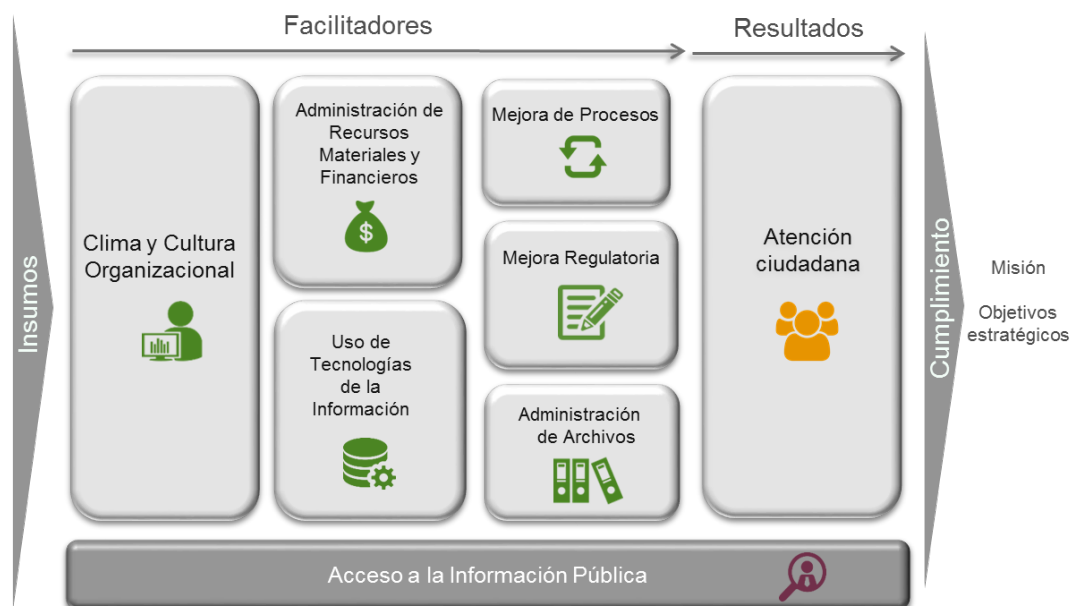 Facilitadores
Resultados
Insumos
Clima y Cultura
Organizacional
Administración de
Recursos
Materiales y
Financieros
$
Uso de
Tecnologías
de la
Información
Mejora de Procesos
Mejora Regulatoria
Administración
de Archivos
Atención
ciudadana
Cumplimiento
Misión
Objetivos
estratégicos
Acceso a la Información Pública